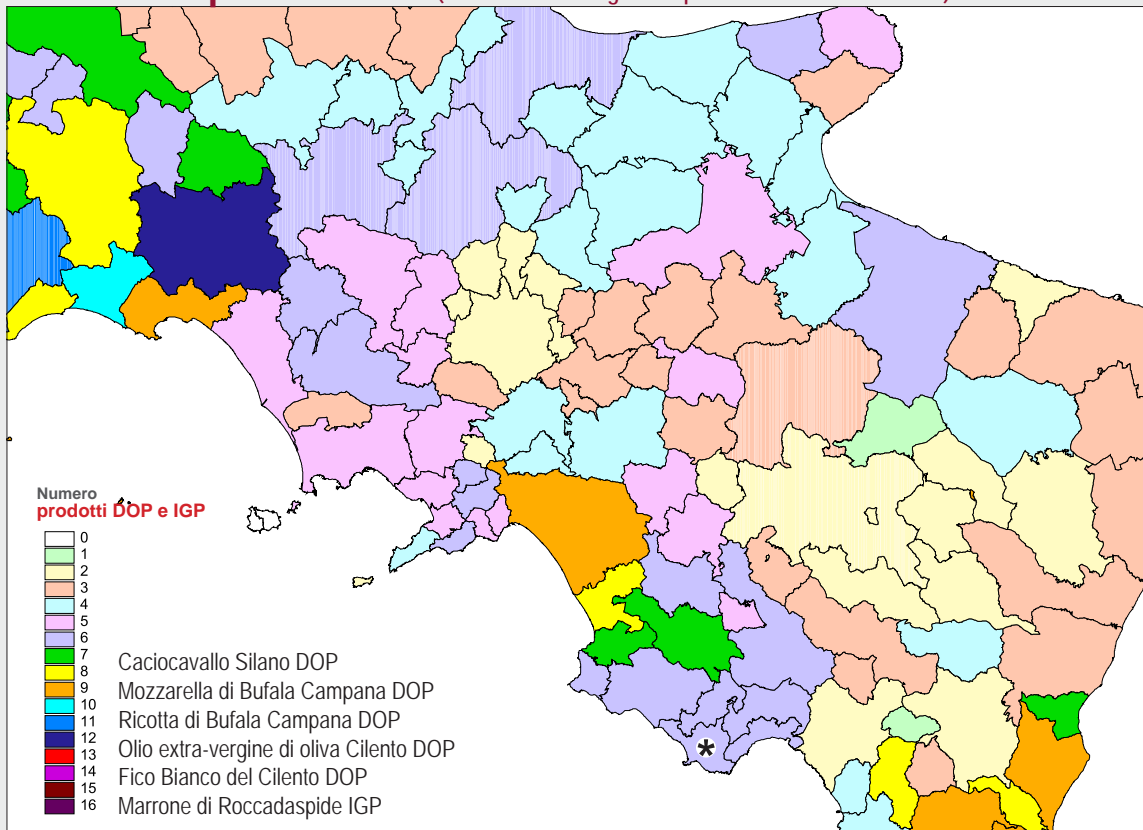 Numero
prodotti DOP e IGP
0
1
2
3
4
5
6
7
8
9
10
11
12
13
14
15
16
Caciocavallo Silano DOP
Mozzarella di Bufala Campana DOP
Ricotta di Bufala Campana DOP
Olio extra-vergine di oliva Cilento DOP
Fico Bianco del Cilento DOP
Marrone di Roccadaspide IGP
*